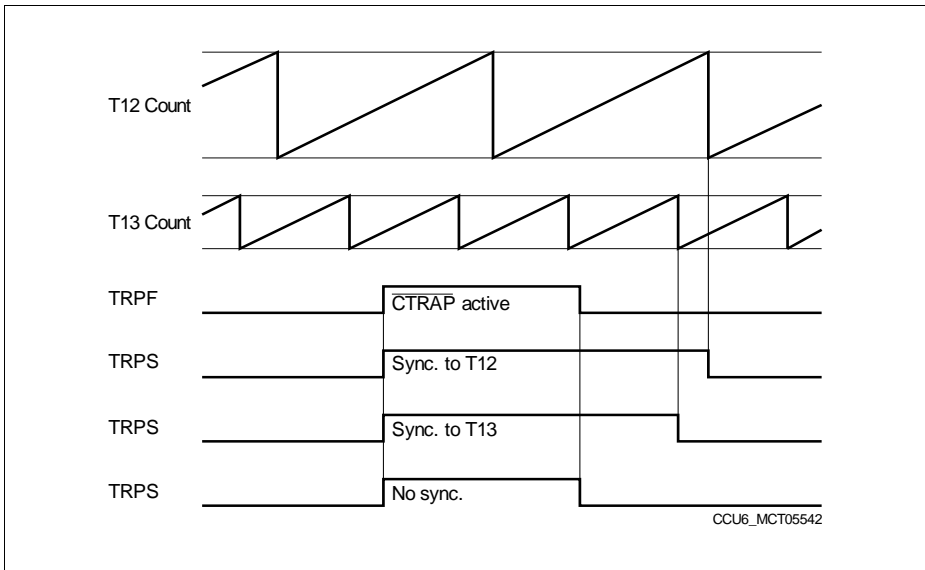 T12 Count
T13 Count
TRPF
CTRAP active
TRPS
Sync. to T12
TRPS
Sync. to T13
TRPS
No sync.
CCU6_MCT05542